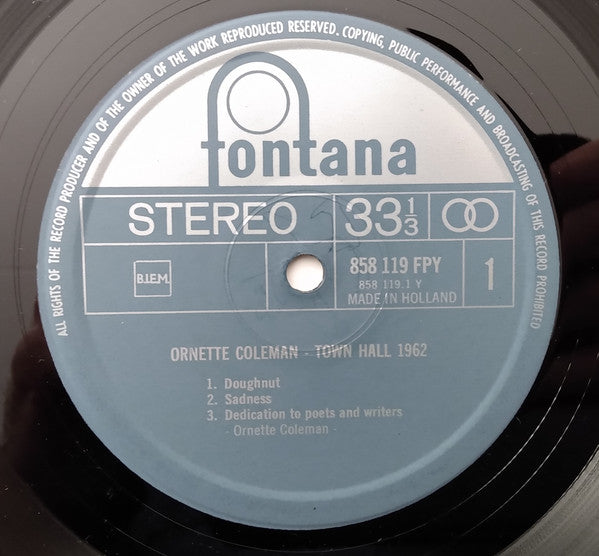 ALL RIGHTS OF THE RECORD PRODUCER AND OF THE OWNER OF THE WORK REPRODUCED RESERVED. COPYING, PUBLIC PERFORMANCE AND BROADCASTING OF THIS RECORD PROHIBITED
fontana
STEREO 33 1/3
B.I.E.M.
858 119 FPY 1
858 119.1 Y
MADE IN HOLLAND
ORNETTE COLEMAN - TOWN HALL 1962
1. Doughnut
2. Sadness
3. Dedication to poets and writers
- Ornette Coleman -